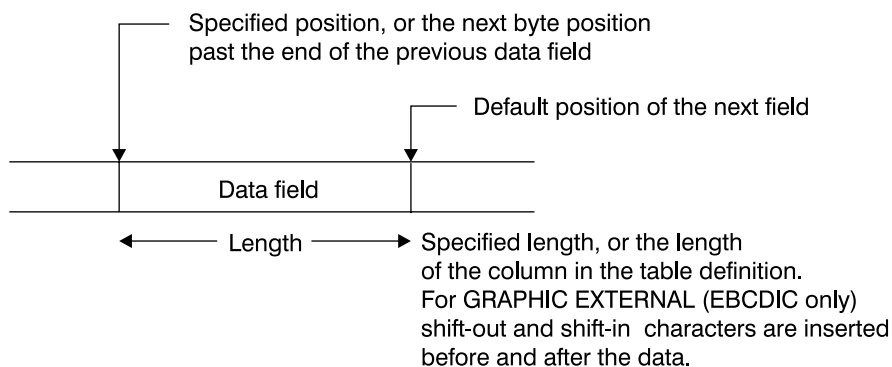 Specified position, or the next byte position
past the end of the previous data field
Default position of the next field
Data field
Length
Specified length, or the length
of the column in the table definition.
For GRAPHIC EXTERNAL (EBCDIC only)
shift-out and shift-in characters are inserted
before and after the data.